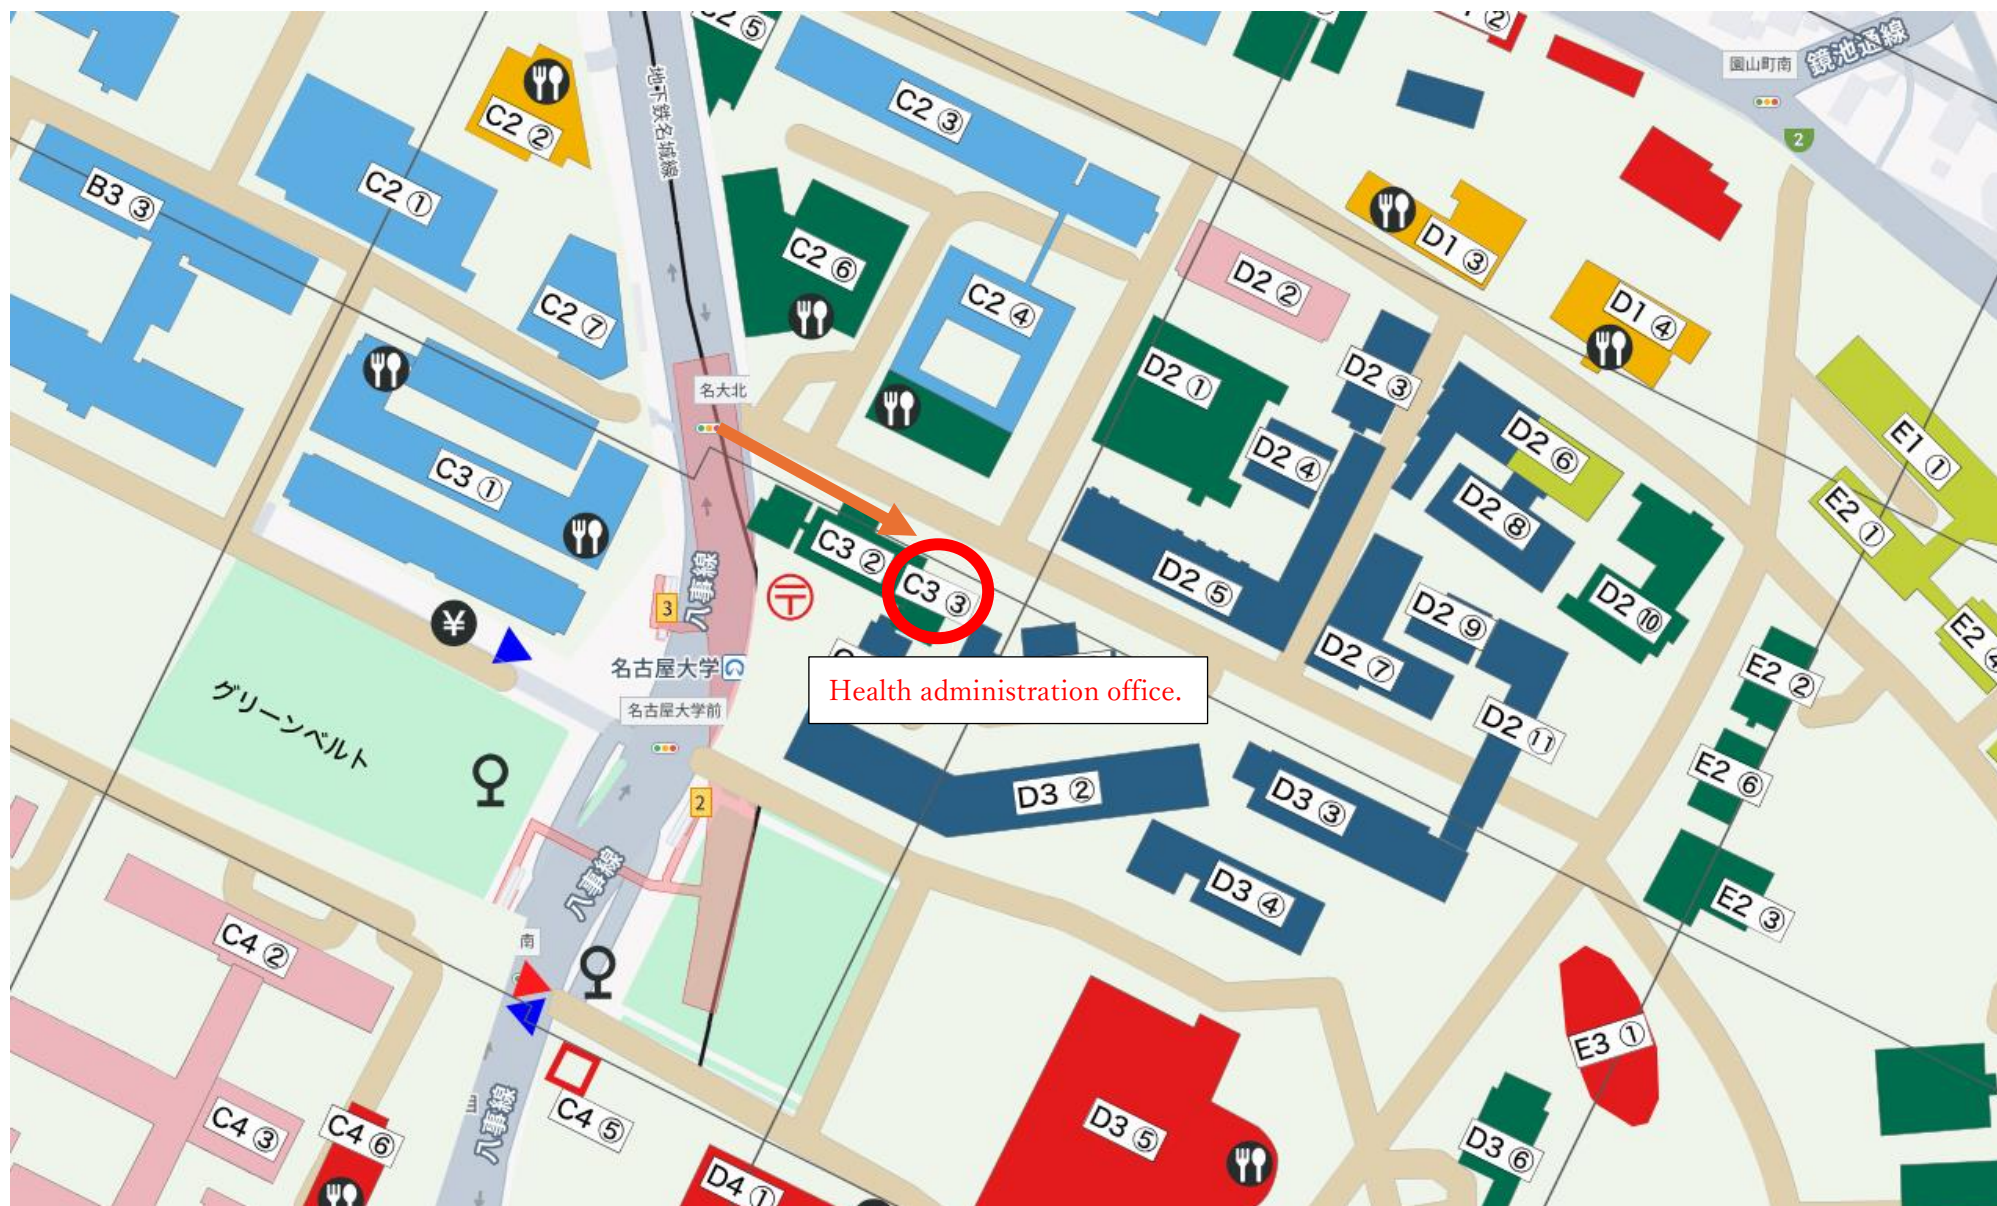 C2 ⑤
地下鉄名城線
C2 ②
C2 ③
園山町南
鏡池通線
2
B3 ③
C2 ①
C2 ⑦
C2 ⑥
C2 ④
D2 ②
D1 ③
D1 ④
名大北
D2 ①
D2 ③
D2 ④
D2 ⑥
E1 ①
C3 ①
D2 ⑧
E2 ①
C3 ②
C3 ③
D2 ⑤
D2 ⑨
D2 ⑩
E2 ④
八事線
3
〒
¥
D2 ⑦
E2 ②
名古屋大学
Health administration office.
名古屋大学前
グリーンベルト
D2 ⑪
E2 ⑥
2
D3 ②
D3 ③
八事線
D3 ④
E2 ③
C4 ②
南
E3 ①
C4 ③
C4 ⑥
八事線
C4 ⑤
D3 ⑤
D3 ⑥
D4 ①